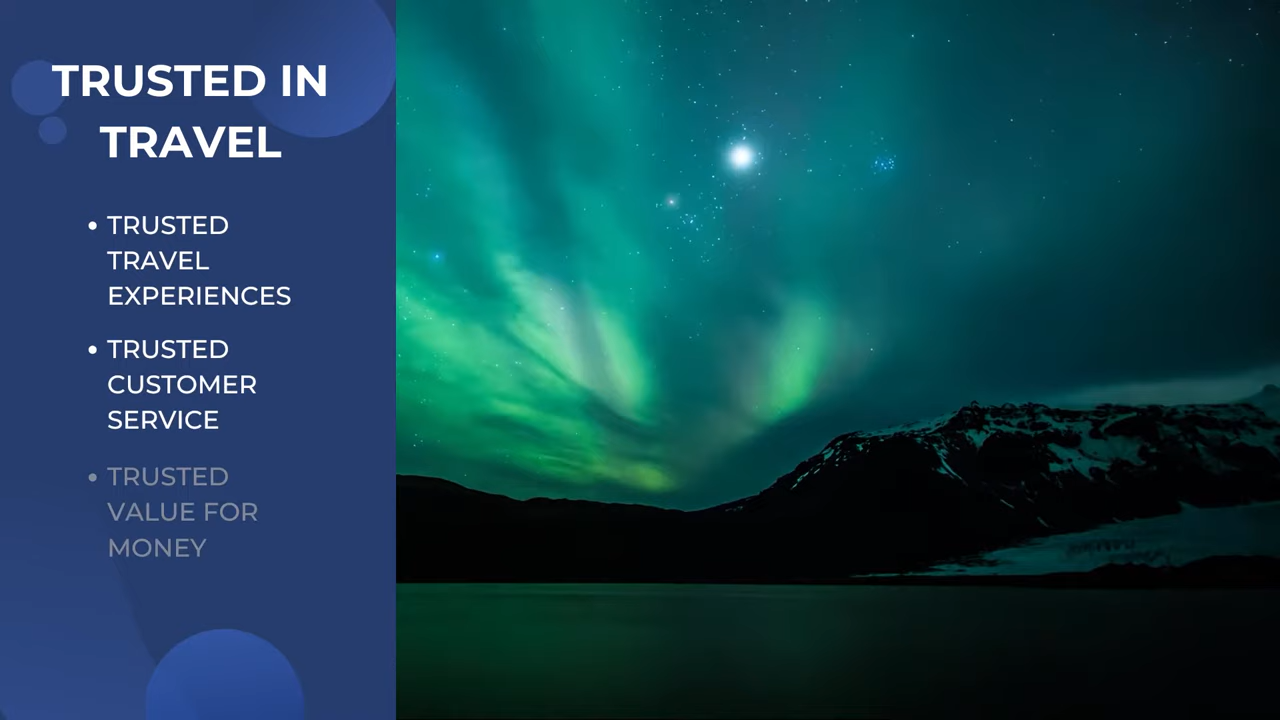 TRUSTED IN
TRAVEL
• TRUSTED
TRAVEL
EXPERIENCES
• TRUSTED
CUSTOMER
SERVICE
• TRUSTED
VALUE FOR
MONEY